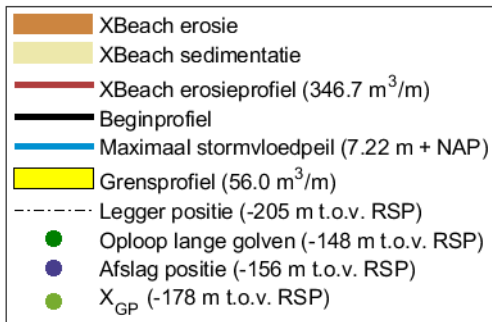 XBeach erosie
XBeach sedimentatie
XBeach erosieprofiel (346.7 m³/m)
Beginprofiel
Maximaal stormvloedpeil (7.22 m + NAP)
Grensprofiel (56.0 m³/m)
Legger positie (-205 m t.o.v. RSP)
Oploop lange golven (-148 m t.o.v. RSP)
Afslag positie (-156 m t.o.v. RSP)
X_GP (-178 m t.o.v. RSP)